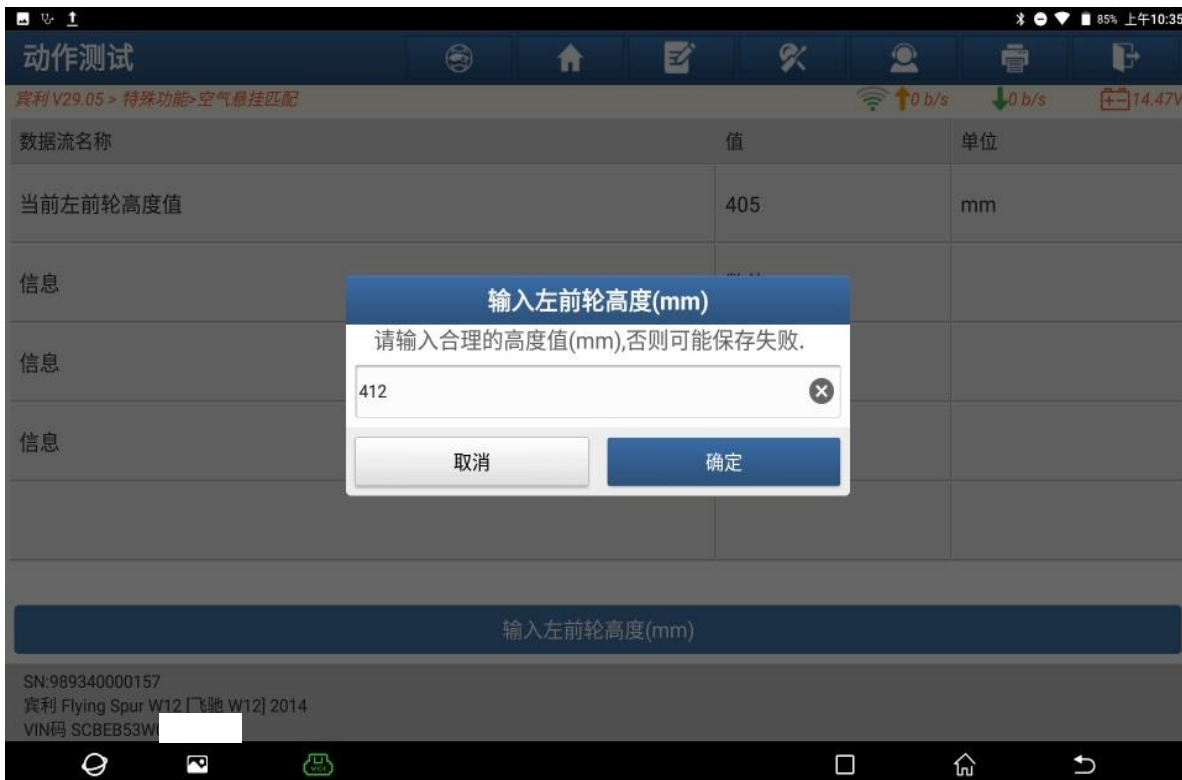 85% 上午10:35
动作测试
宾利 V29.05 > 特殊功能>空气悬挂匹配
0 b/s 0 b/s 14.47V
数据流名称 值 单位
当前左前轮高度值 405 mm
信息
输入左前轮高度(mm)
请输入合理的高度值(mm),否则可能保存失败.
信息
412
信息
取消 确定
输入左前轮高度(mm)
SN:989340000157
宾利 Flying Spur W12 [飞驰 W12] 2014
VIN码 SCBEB53W